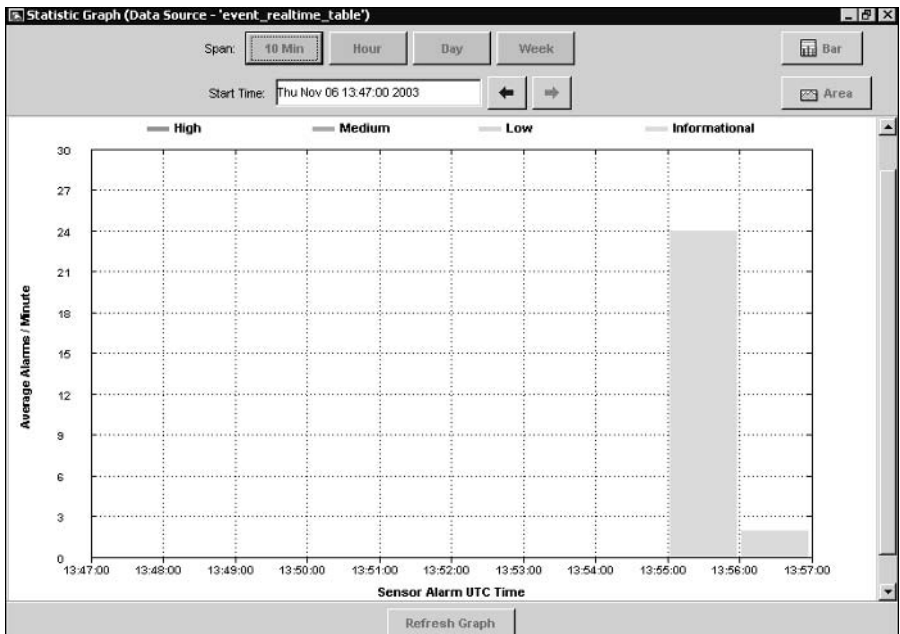 Statistic Graph (Data Source - 'event_realtime_table')
Span: 10 Min Hour Day Week Bar
Start Time: Thu Nov 06 13:47:00 2003 Area
High Medium Low Informational
30
27
24
21
18
15
12
9
6
3
0
Average Alarms / Minute
13:47:00 13:48:00 13:49:00 13:50:00 13:51:00 13:52:00 13:53:00 13:54:00 13:55:00 13:56:00 13:57:00
Sensor Alarm UTC Time
Refresh Graph